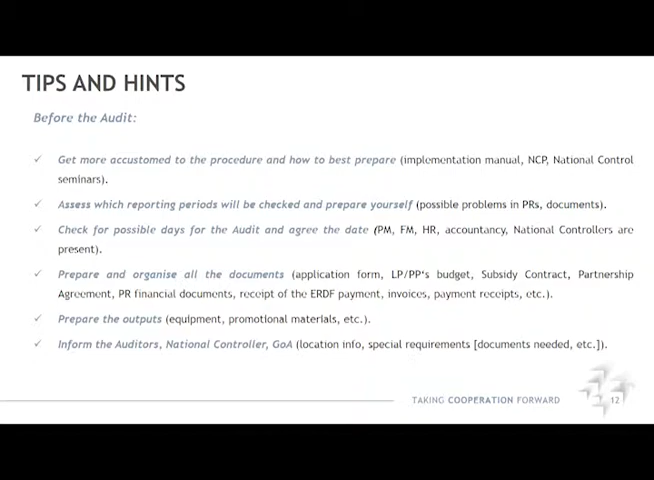 TIPS AND HINTS
Before the Audit:
✓ Get more accustomed to the procedure and how to best prepare (implementation manual, NCP, National Control
seminars).
✓ Assess which reporting periods will be checked and prepare yourself (possible problems in PRs, documents).
✓ Check for possible days for the Audit and agree the date (PM, FM, HR, accountancy, National Controllers are
present).
✓ Prepare and organise all the documents (application form, LP/PP's budget, Subsidy Contract, Partnership
Agreement, PR financial documents, receipt of the ERDF payment, invoices, payment receipts, etc.).
✓ Prepare the outputs (equipment, promotional materials, etc.).
✓ Inform the Auditors, National Controller, GoA (location info, special requirements [documents needed, etc.]).
TAKING COOPERATION FORWARD 12